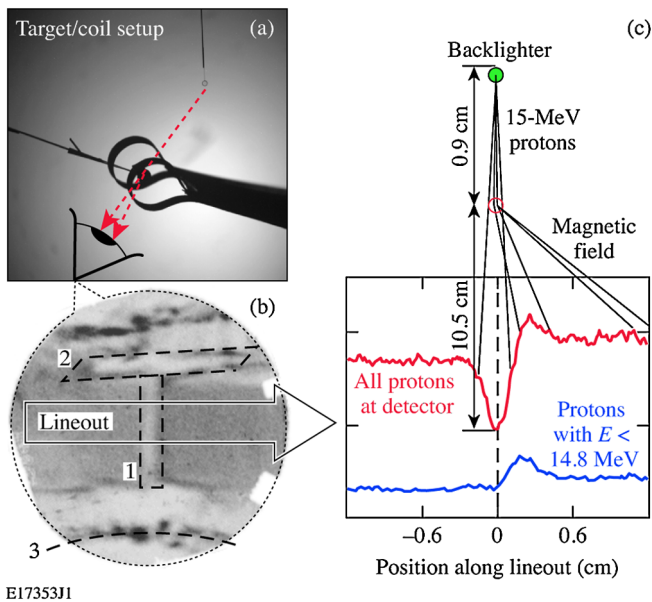 Target/coil setup
(a)
(b)
2
Lineout
1
3
(c)
Backlighter
0.9 cm
15-MeV
protons
Magnetic
field
10.5 cm
All protons
at detector
Protons
with E <
14.8 MeV
−0.6
0
0.6
Position along lineout (cm)
E17353J1